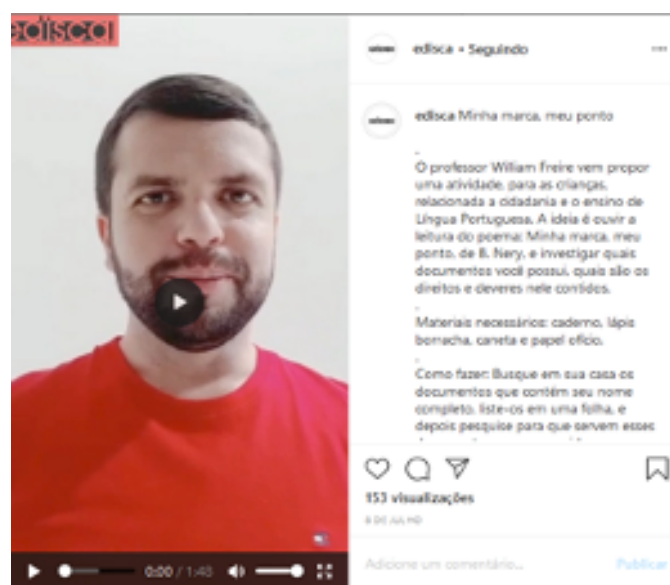 edisca
edisca • Seguindo
edisca Minha marca, meu ponto
.
O professor William Freire vem propor
uma atividade, para as crianças,
relacionada a cidadania e o ensino de
Língua Portuguesa. A ideia é ouvir a
leitura do poema: Minha marca, meu
ponto, de B. Nery, e investigar quais
documentos você possui, quais são os
direitos e deveres nele contidos.
.
Materiais necessários: caderno, lápis
borracha, caneta e papel ofício.
.
Como fazer: Busque em sua casa os
documentos que contém seu nome
completo, liste-os em uma folha, e
depois pesquise para que servem esses
153 visualizações
8 DE JULHO
0:00 / 1:48
Adicione um comentário...
Publicar